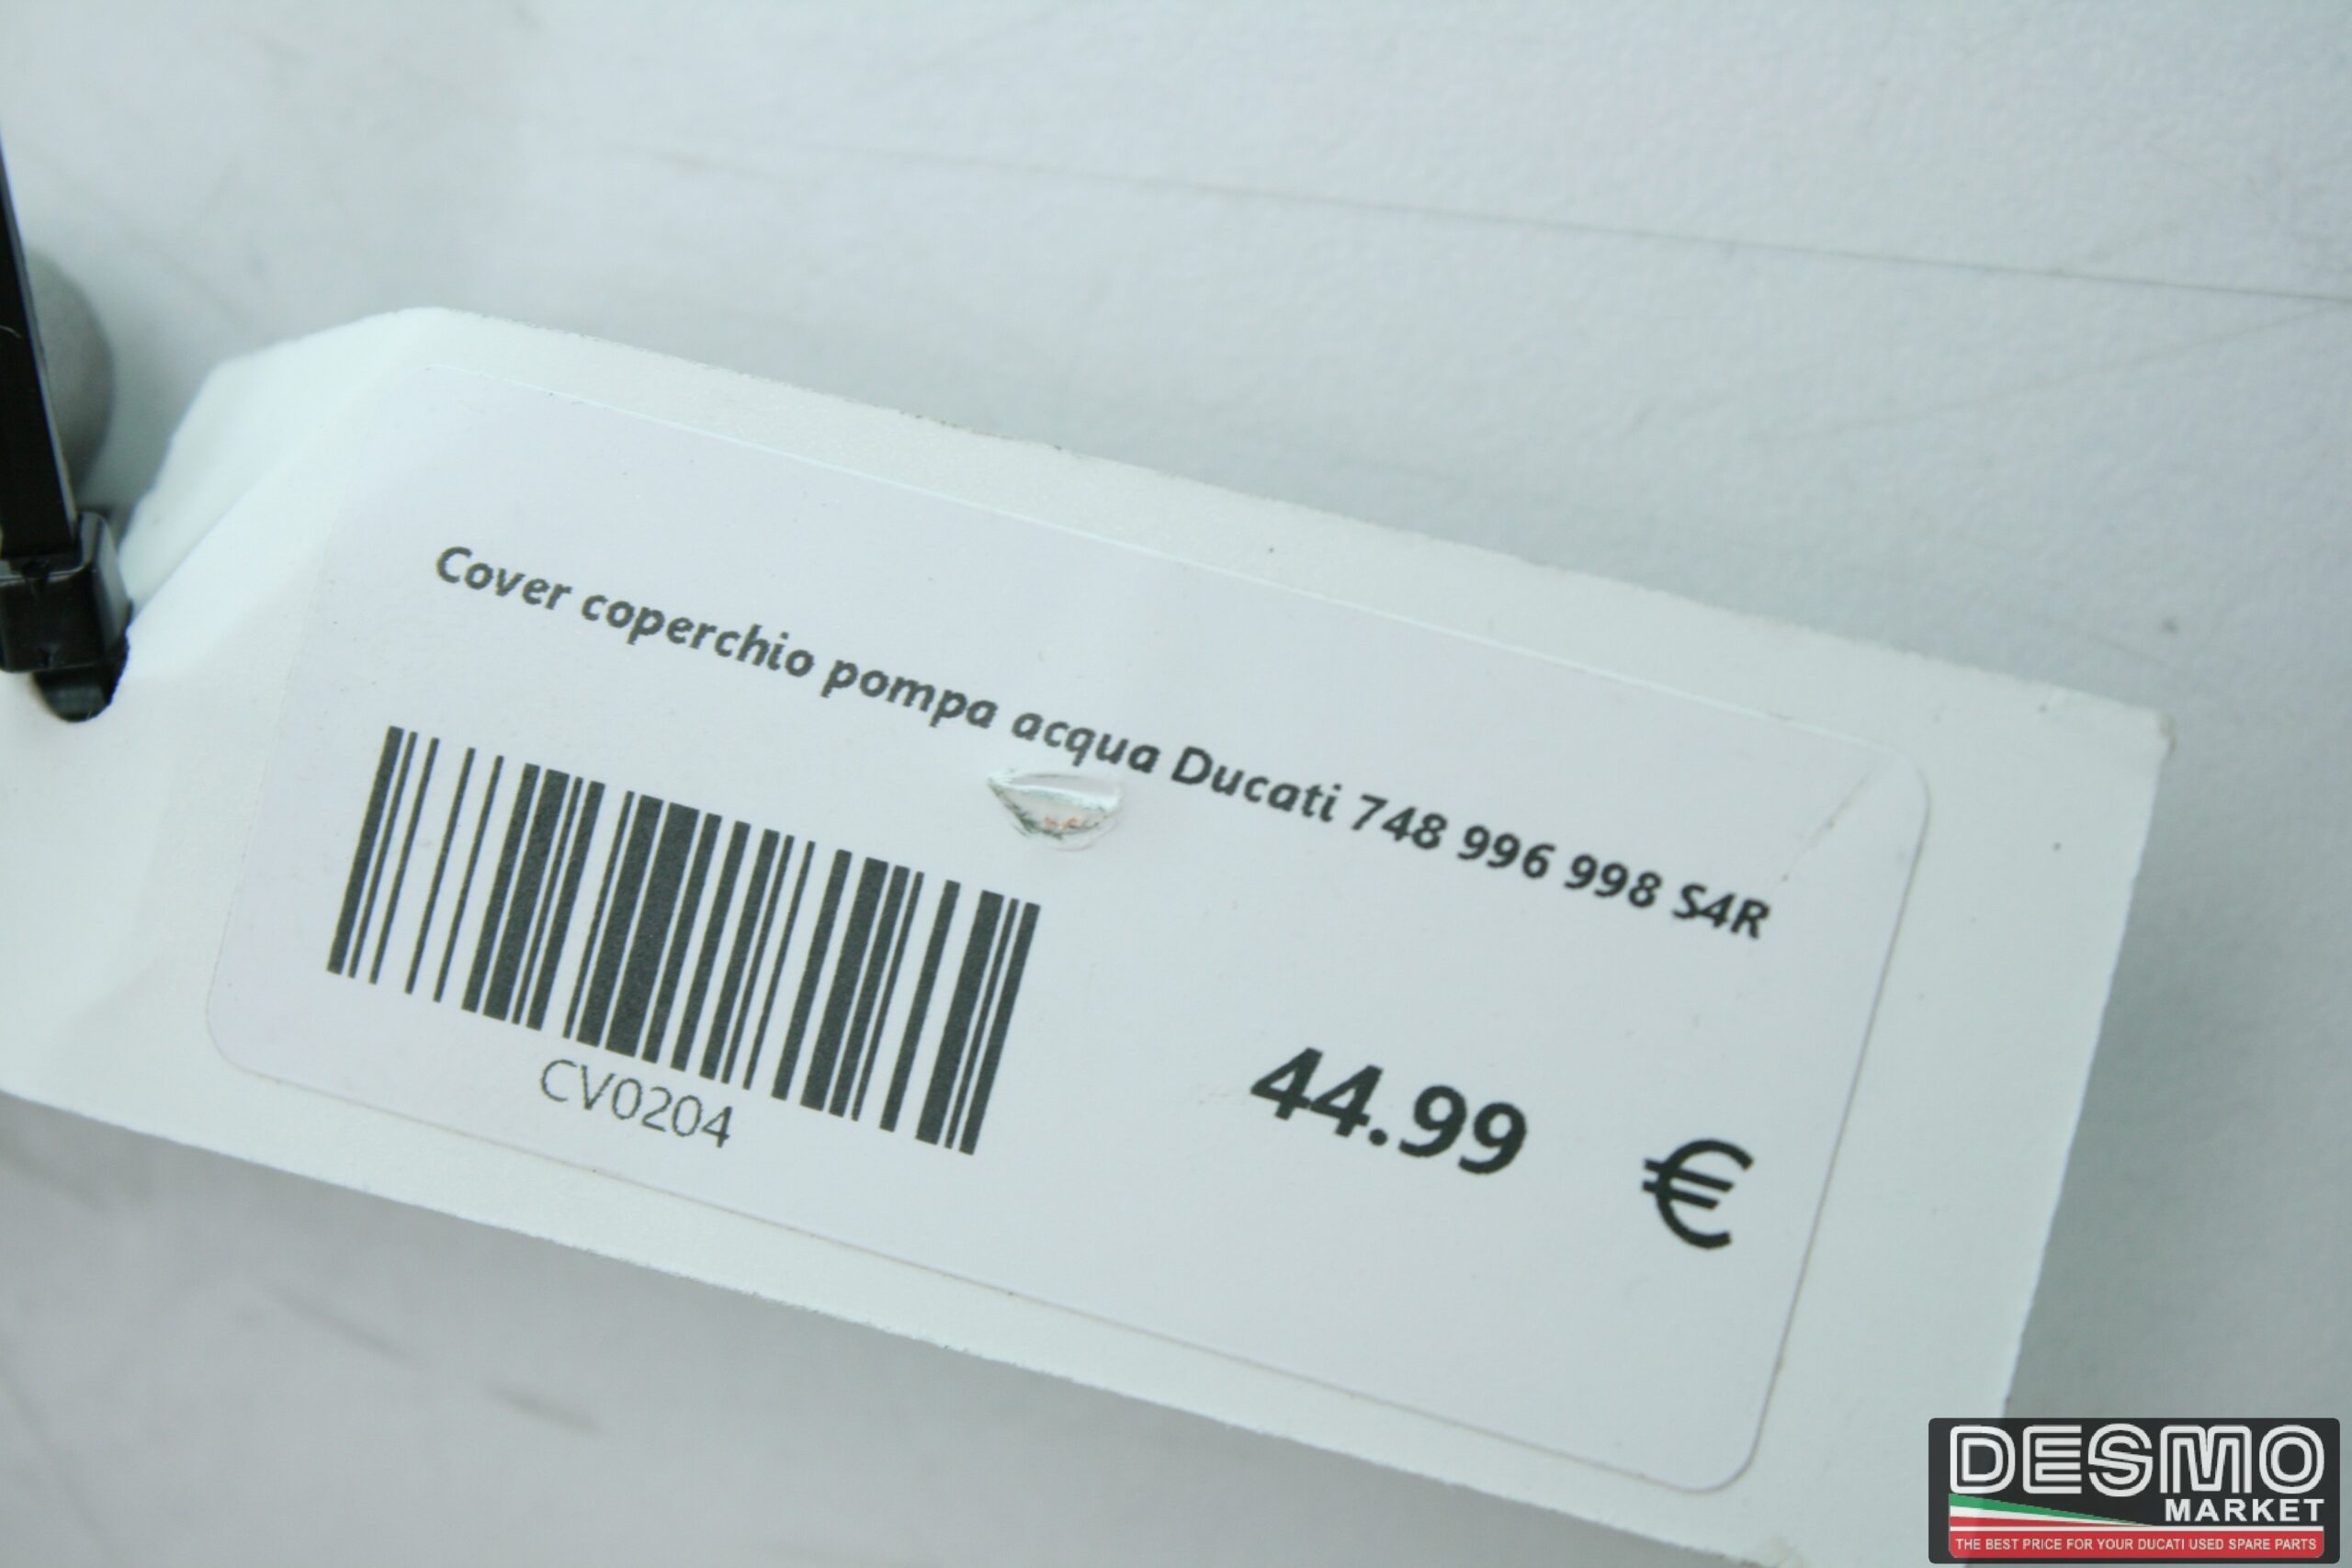 Cover coperchio pompa acqua Ducati 748 996 998 S4R
CV0204
44.99 €
DESMO
MARKET
THE BEST PRICE FOR YOUR DUCATI USED SPARE PARTS